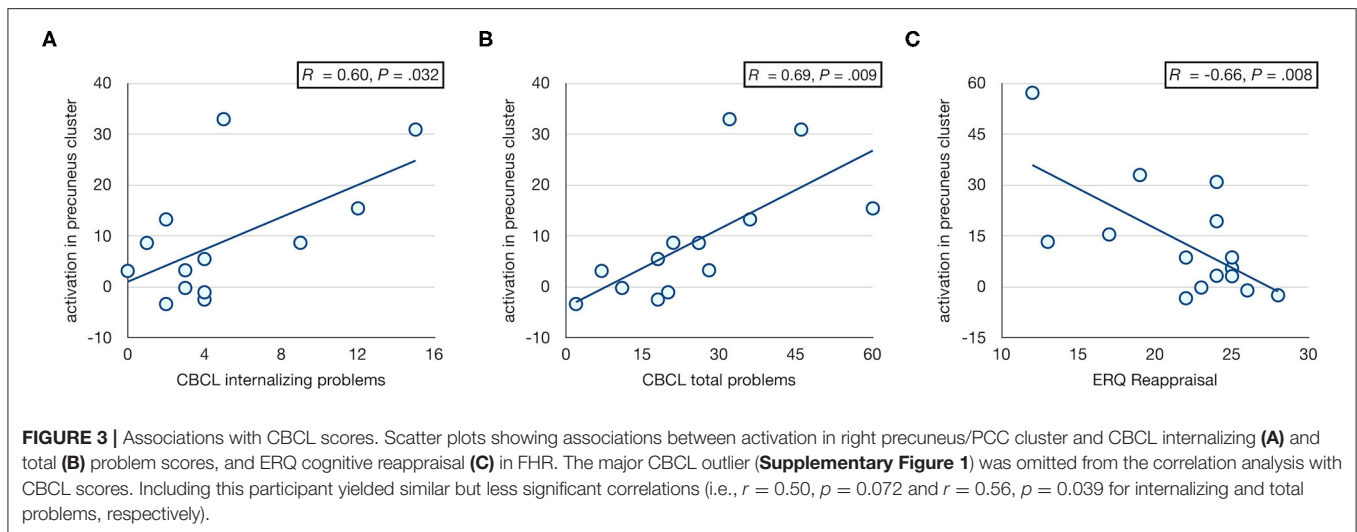 A
B
C
R = 0.60, P = .032
R = 0.69, P = .009
R = -0.66, P = .008
activation in precuneus cluster
40
30
20
10
0
-10
0
4
8
12
16
CBCL internalizing problems
activation in precuneus cluster
40
30
20
10
0
-10
0
15
30
45
60
CBCL total problems
activation in precuneus cluster
60
45
30
15
0
-15
10
15
20
25
30
ERQ Reappraisal
FIGURE 3 | Associations with CBCL scores. Scatter plots showing associations between activation in right precuneus/PCC cluster and CBCL internalizing (A) and
total (B) problem scores, and ERQ cognitive reappraisal (C) in FHR. The major CBCL outlier (Supplementary Figure 1) was omitted from the correlation analysis with
CBCL scores. Including this participant yielded similar but less significant correlations (i.e., r = 0.50, p = 0.072 and r = 0.56, p = 0.039 for internalizing and total
problems, respectively).